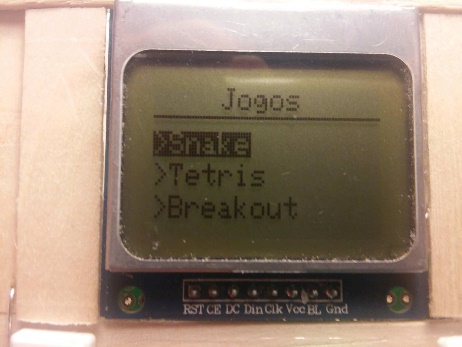 Jogos
>Snake
>Tetris
>Breakout
RST CE DC Din Clk Vcc BL Gnd